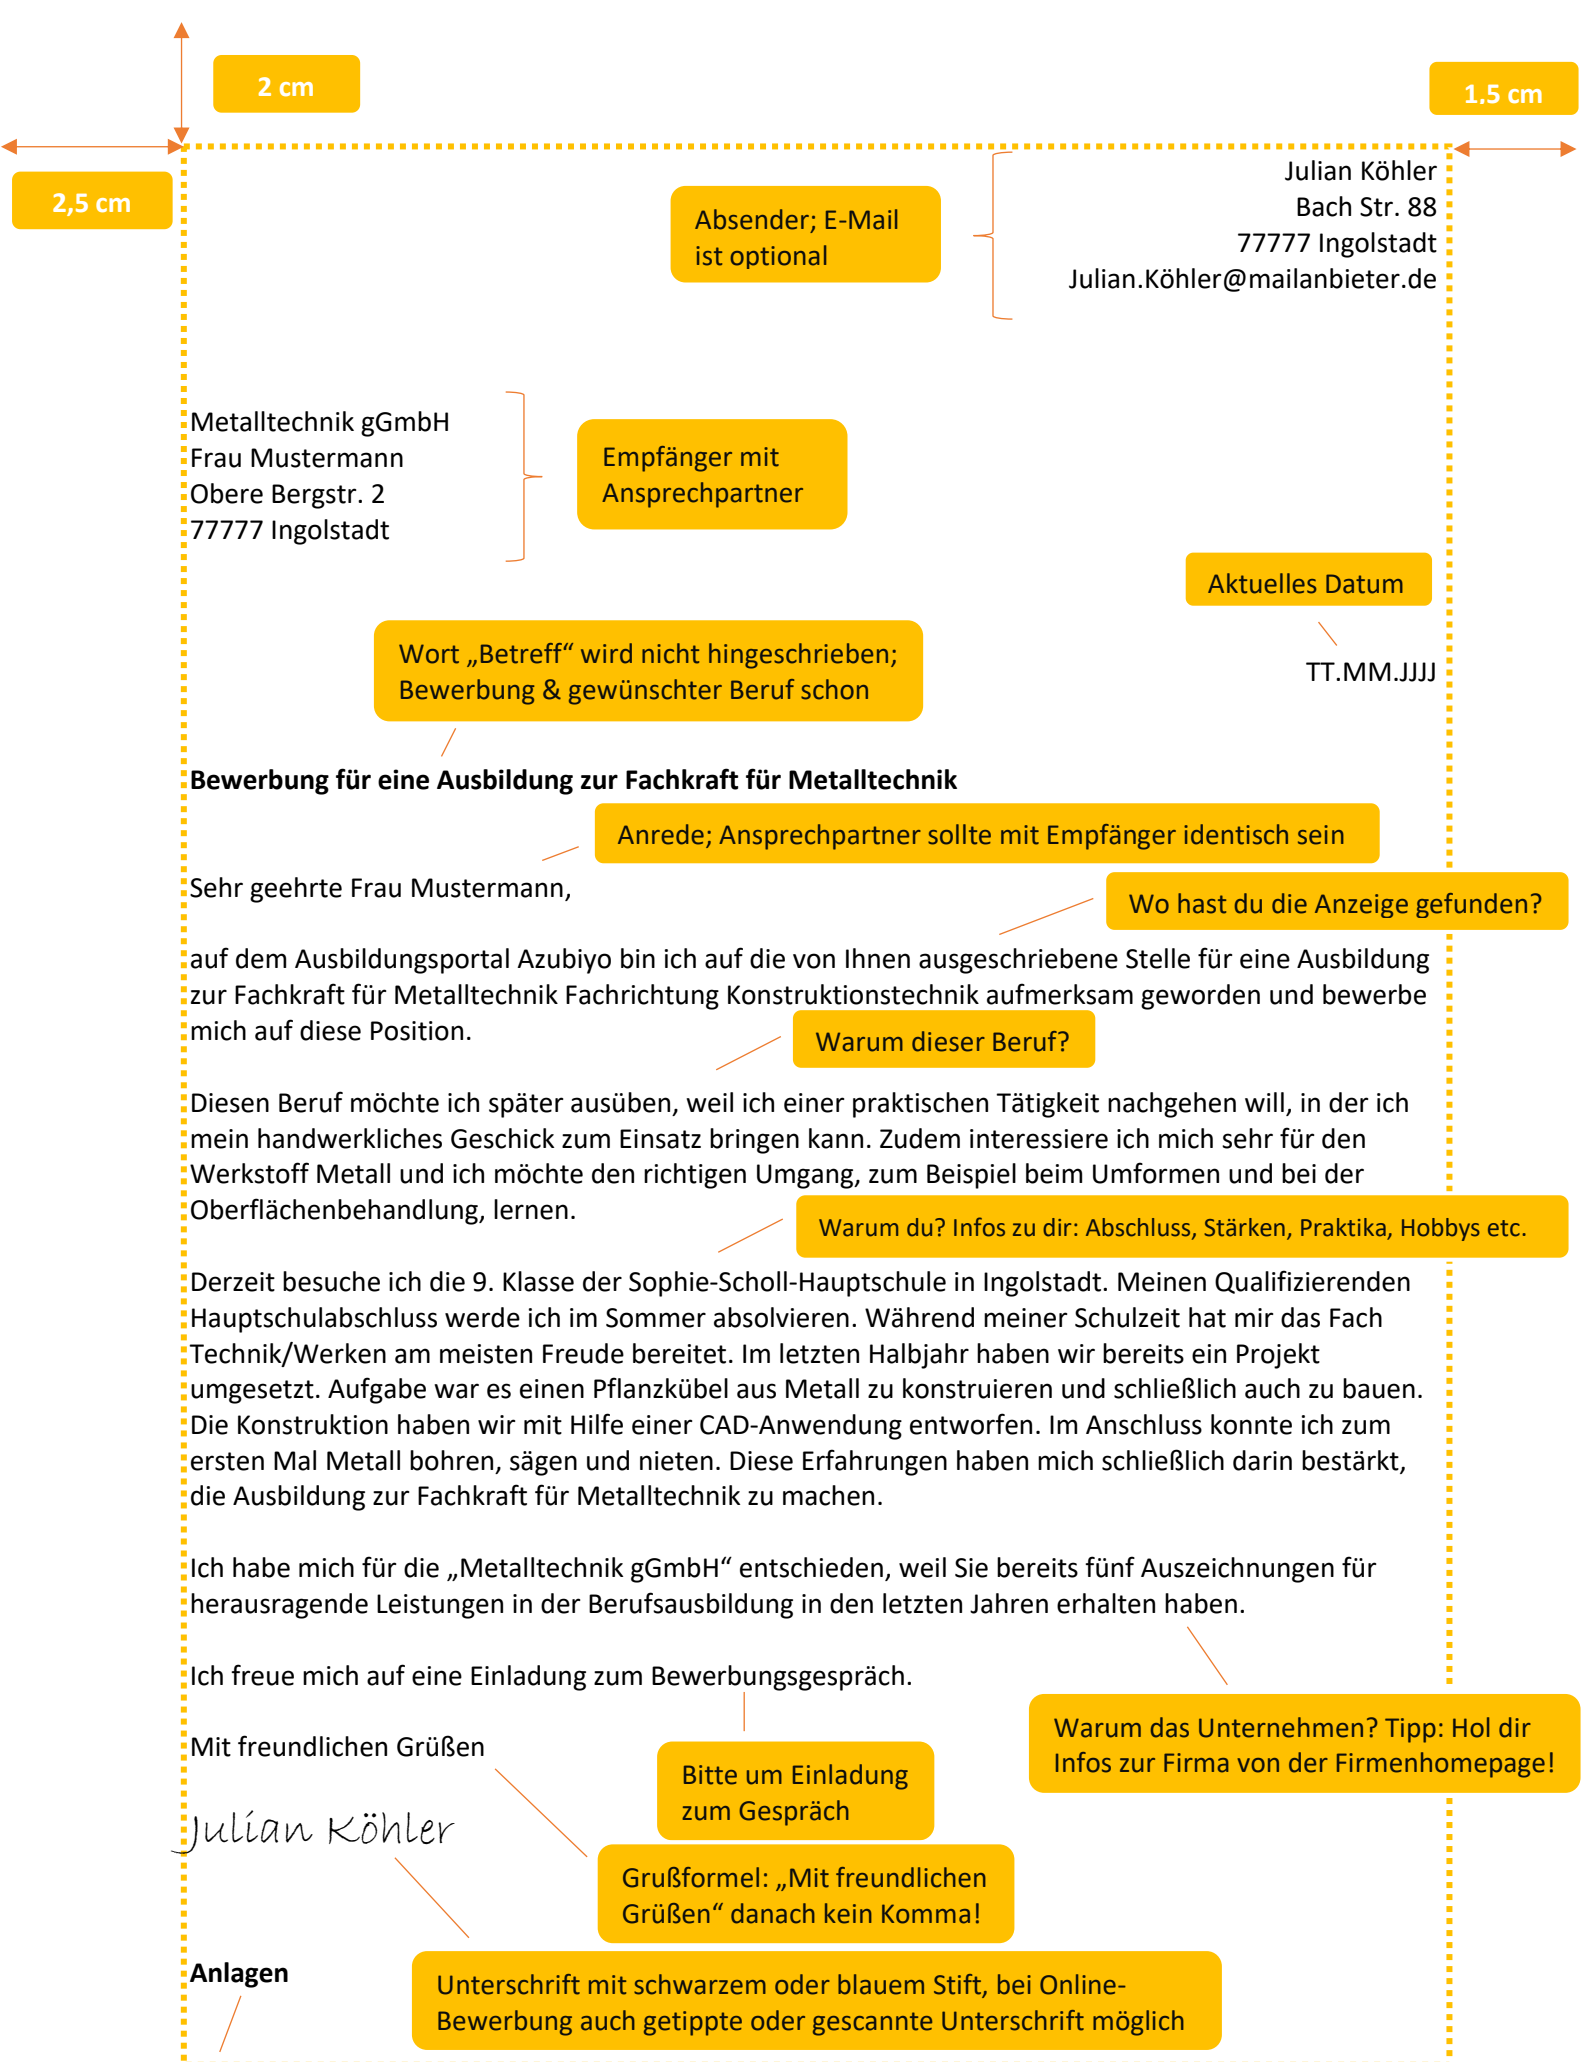 2 cm
1,5 cm
2,5 cm
Julian Köhler
Bach Str. 88
77777 Ingolstadt
Julian.Köhler@mailanbieter.de
Absender; E-Mail
ist optional
Metalltechnik gGmbH
Frau Mustermann
Obere Bergstr. 2
77777 Ingolstadt
Empfänger mit
Ansprechpartner
Aktuelles Datum
TT.MM.JJJJ
Wort „Betreff“ wird nicht hingeschrieben;
Bewerbung & gewünschter Beruf schon
Bewerbung für eine Ausbildung zur Fachkraft für Metalltechnik
Anrede; Ansprechpartner sollte mit Empfänger identisch sein
Sehr geehrte Frau Mustermann,
Wo hast du die Anzeige gefunden?
auf dem Ausbildungsportal Azubiyo bin ich auf die von Ihnen ausgeschriebene Stelle für eine Ausbildung
zur Fachkraft für Metalltechnik Fachrichtung Konstruktionstechnik aufmerksam geworden und bewerbe
mich auf diese Position.
Warum dieser Beruf?
Diesen Beruf möchte ich später ausüben, weil ich einer praktischen Tätigkeit nachgehen will, in der ich
mein handwerkliches Geschick zum Einsatz bringen kann. Zudem interessiere ich mich sehr für den
Werkstoff Metall und ich möchte den richtigen Umgang, zum Beispiel beim Umformen und bei der
Oberflächenbehandlung, lernen.
Warum du? Infos zu dir: Abschluss, Stärken, Praktika, Hobbys etc.
Derzeit besuche ich die 9. Klasse der Sophie-Scholl-Hauptschule in Ingolstadt. Meinen Qualifizierenden
Hauptschulabschluss werde ich im Sommer absolvieren. Während meiner Schulzeit hat mir das Fach
Technik/Werken am meisten Freude bereitet. Im letzten Halbjahr haben wir bereits ein Projekt
umgesetzt. Aufgabe war es einen Pflanzkübel aus Metall zu konstruieren und schließlich auch zu bauen.
Die Konstruktion haben wir mit Hilfe einer CAD-Anwendung entworfen. Im Anschluss konnte ich zum
ersten Mal Metall bohren, sägen und nieten. Diese Erfahrungen haben mich schließlich darin bestärkt,
die Ausbildung zur Fachkraft für Metalltechnik zu machen.
Ich habe mich für die „Metalltechnik gGmbH“ entschieden, weil Sie bereits fünf Auszeichnungen für
herausragende Leistungen in der Berufsausbildung in den letzten Jahren erhalten haben.
Ich freue mich auf eine Einladung zum Bewerbungsgespräch.
Warum das Unternehmen? Tipp: Hol dir
Infos zur Firma von der Firmenhomepage!
Mit freundlichen Grüßen
Bitte um Einladung
zum Gespräch
Julian Köhler
Grußformel: „Mit freundlichen
Grüßen“ danach kein Komma!
Anlagen
Unterschrift mit schwarzem oder blauem Stift, bei Online-
Bewerbung auch getippte oder gescannte Unterschrift möglich